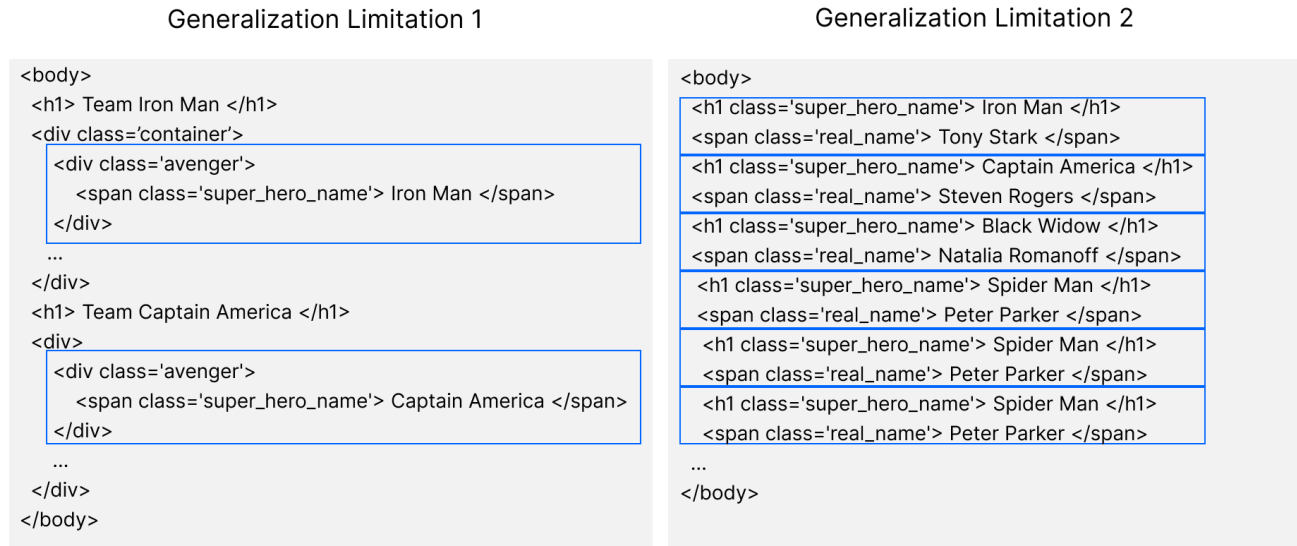 Generalization Limitation 1
<body>
<h1> Team Iron Man </h1>
<div class=’container’>
<div class='avenger'>
<span class='super_hero_name'> Iron Man </span>
</div>
...
</div>
<h1> Team Captain America </h1>
<div>
<div class='avenger'>
<span class='super_hero_name'> Captain America </span>
</div>
...
</div>
</body>
Generalization Limitation 2
<body>
<h1 class='super_hero_name'> Iron Man </h1>
<span class='real_name'> Tony Stark </span>
<h1 class='super_hero_name'> Captain America </h1>
<span class='real_name'> Steven Rogers </span>
<h1 class='super_hero_name'> Black Widow </h1>
<span class='real_name'> Natalia Romanoff </span>
<h1 class='super_hero_name'> Spider Man </h1>
<span class='real_name'> Peter Parker </span>
<h1 class='super_hero_name'> Spider Man </h1>
<span class='real_name'> Peter Parker </span>
<h1 class='super_hero_name'> Spider Man </h1>
<span class='real_name'> Peter Parker </span>
...
</body>